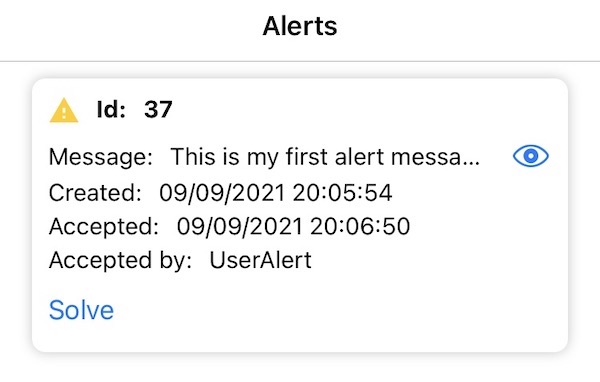 Alerts
Id: 37
Message: This is my first alert messa...
Created: 09/09/2021 20:05:54
Accepted: 09/09/2021 20:06:50
Accepted by: UserAlert
Solve